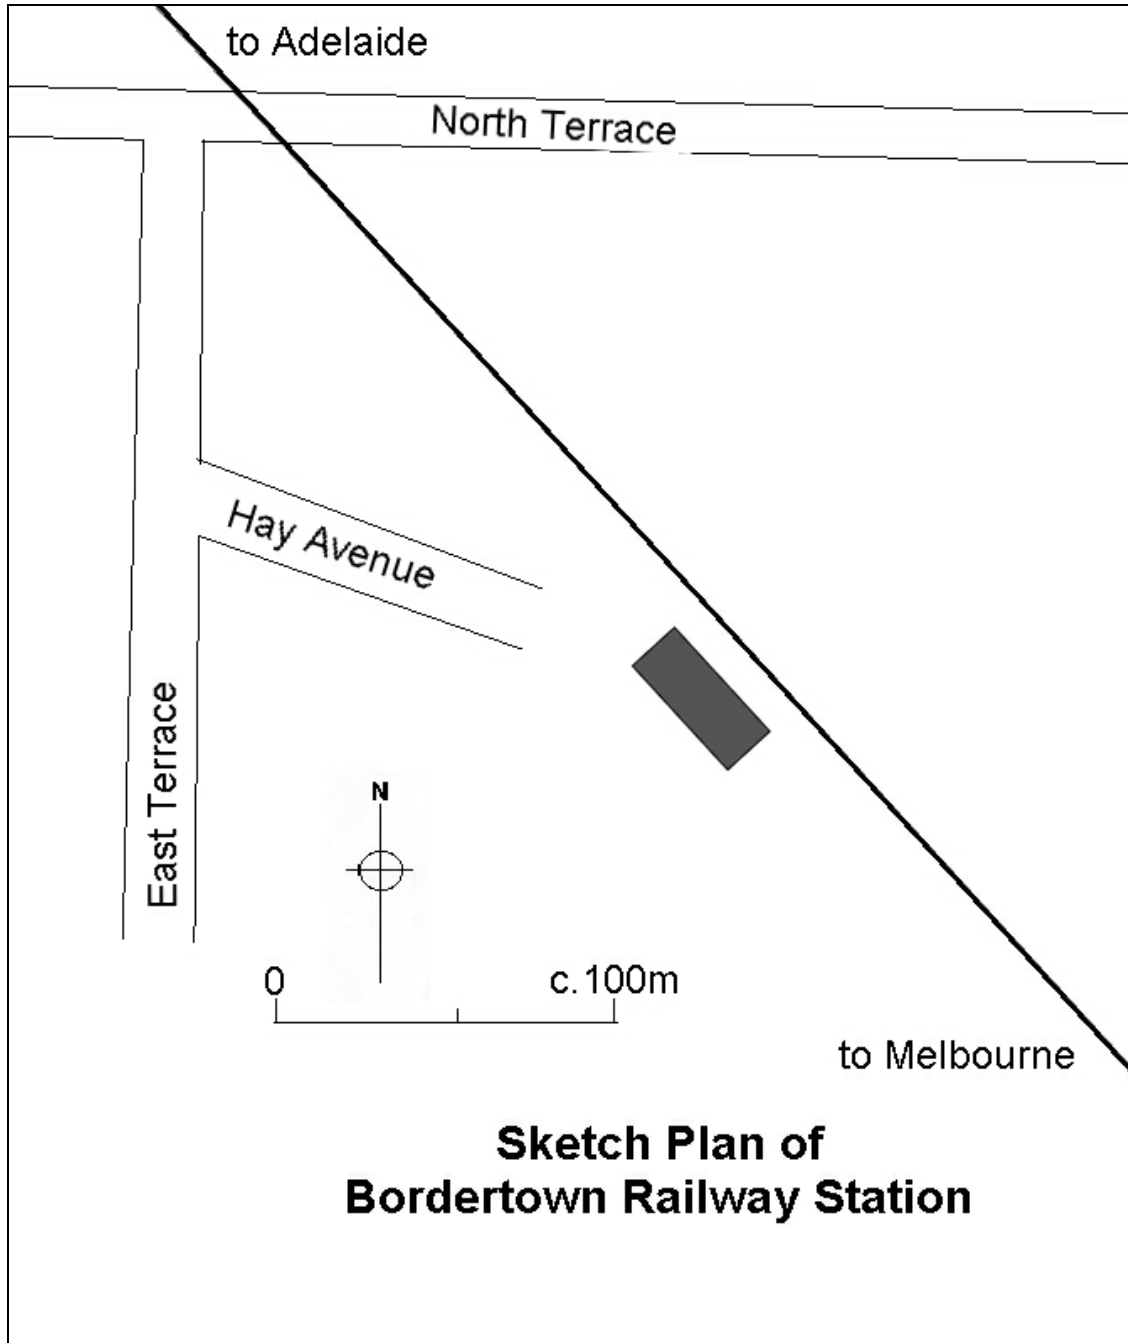 to Adelaide
North Terrace
Hay Avenue
East Terrace
N
0
c.100m
to Melbourne
Sketch Plan of
Bordertown Railway Station